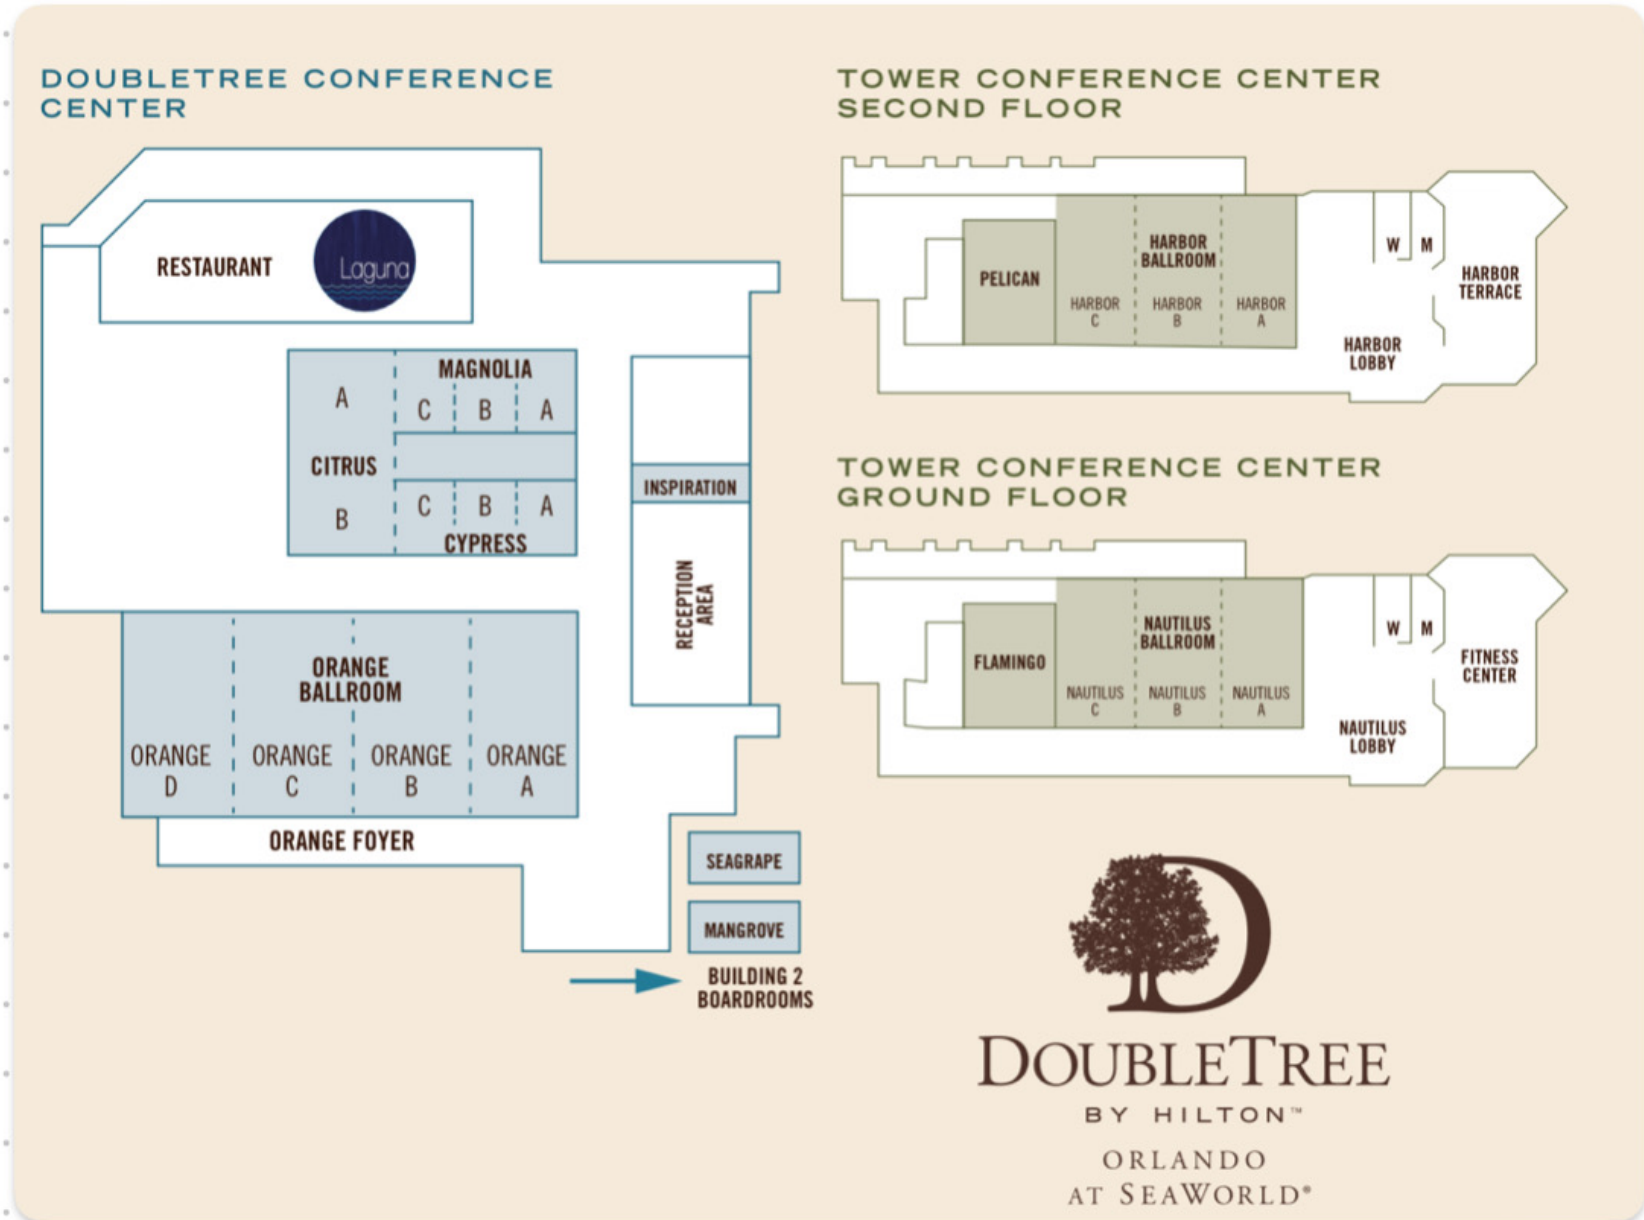 DOUBLETREE CONFERENCE
CENTER
RESTAURANT
Laguna
MAGNOLIA
A
C
B
A
CITRUS
B
C
B
A
CYPRESS
INSPIRATION
RECEPTION
AREA
ORANGE
BALLROOM
ORANGE
D
ORANGE
C
ORANGE
B
ORANGE
A
ORANGE FOYER
SEAGRAPE
MANGROVE
BUILDING 2
BOARDROOMS
TOWER CONFERENCE CENTER
SECOND FLOOR
PELICAN
HARBOR
BALLROOM
HARBOR
C
HARBOR
B
HARBOR
A
W
M
HARBOR
TERRACE
HARBOR
LOBBY
TOWER CONFERENCE CENTER
GROUND FLOOR
FLAMINGO
NAUTILUS
BALLROOM
NAUTILUS
C
NAUTILUS
B
NAUTILUS
A
W
M
FITNESS
CENTER
NAUTILUS
LOBBY
D
DOUBLETREE
BY HILTON™
ORLANDO
AT SEAWORLD®